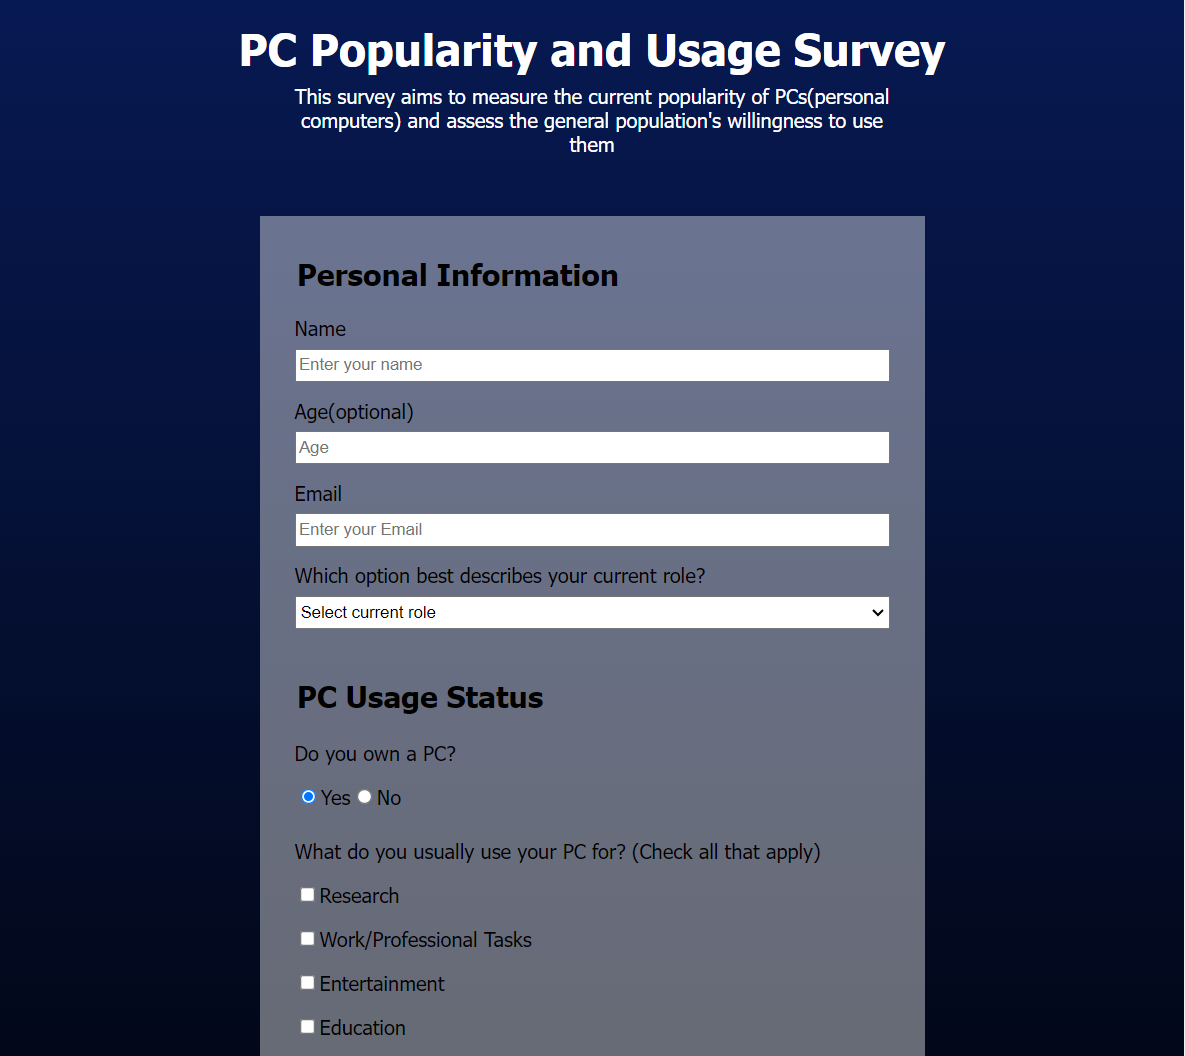 PC Popularity and Usage Survey
This survey aims to measure the current popularity of PCs(personal
computers) and assess the general population's willingness to use
them
Personal Information
Name
Enter your name
Age(optional)
Age
Email
Enter your Email
Which option best describes your current role?
Select current role
PC Usage Status
Do you own a PC?
Yes No
What do you usually use your PC for? (Check all that apply)
Research
Work/Professional Tasks
Entertainment
Education